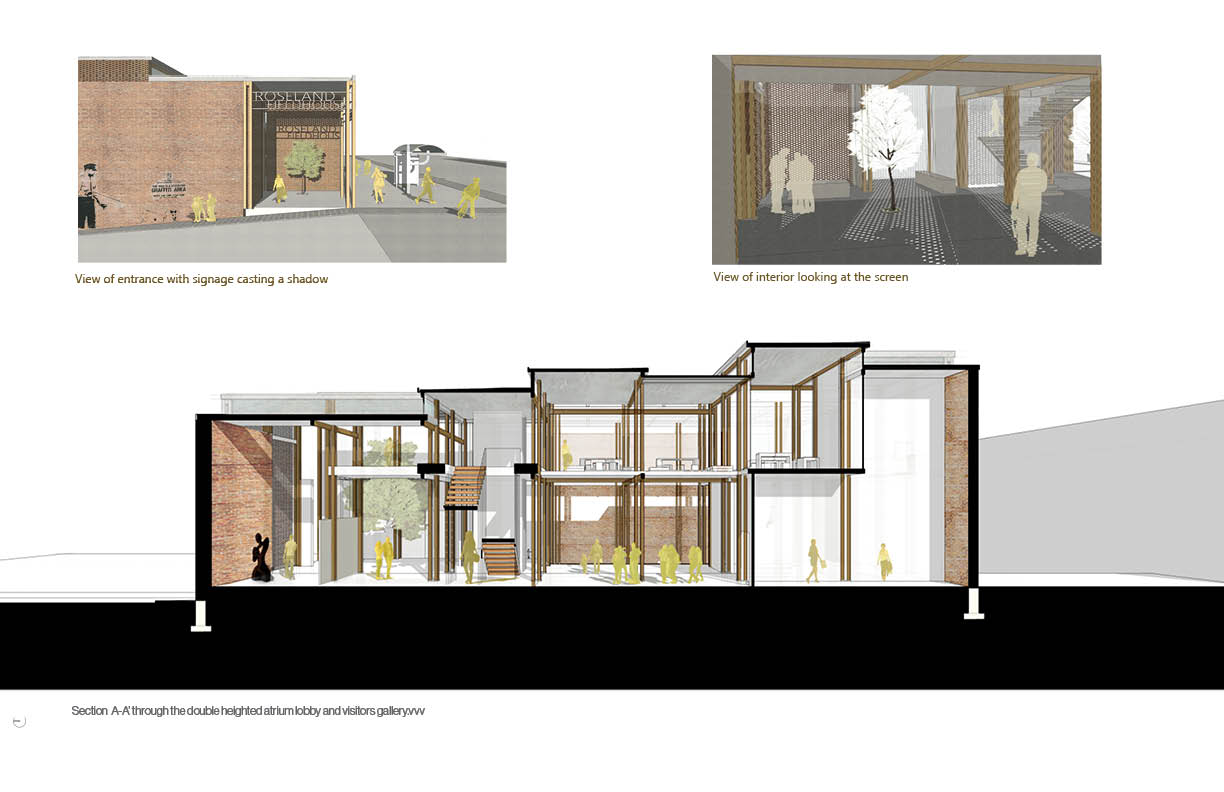 ROSELAND
FIELDHOUSE
ROSELAND
FIELDHOUSE
GRAFFITI AREA
View of entrance with signage casting a shadow
View of interior looking at the screen
Section A-A' through the double heighted atrium lobby and visitors gallery.vvv